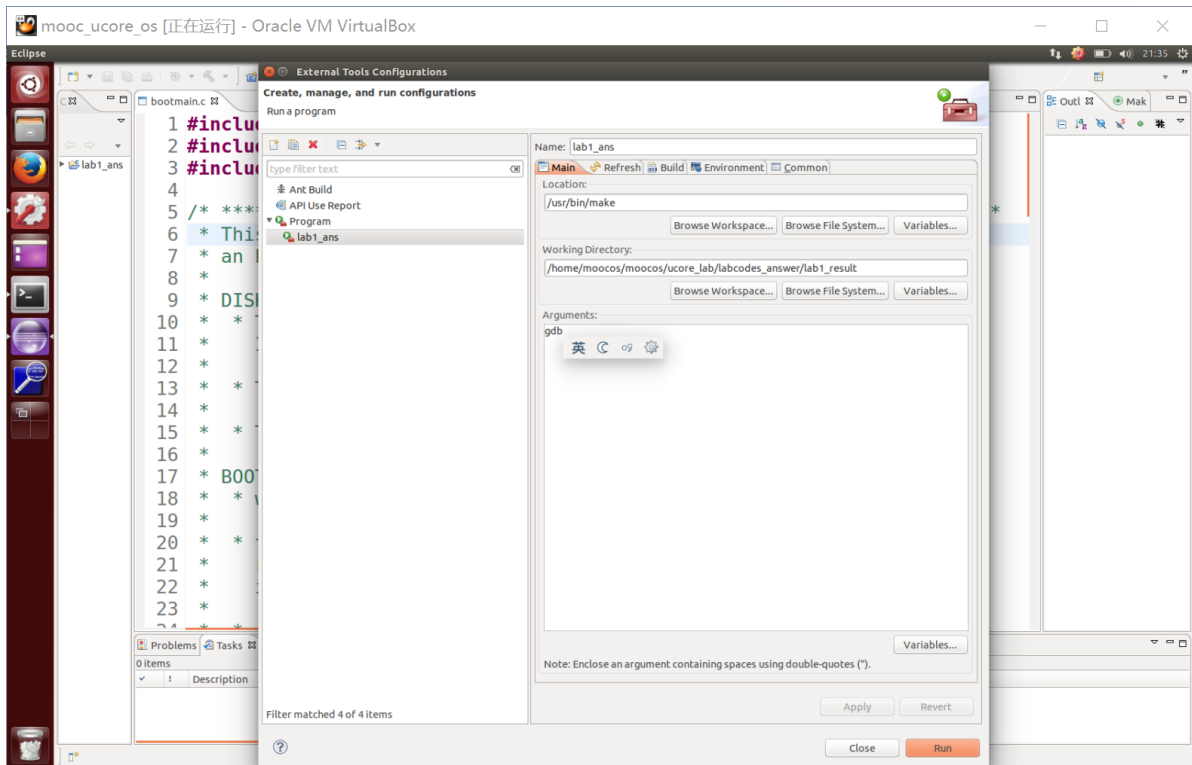 mooc_ucore_os [正在运行] - Oracle VM VirtualBox
Eclipse
21:35
External Tools Configurations
Create, manage, and run configurations
Run a program
bootmain.c
Outl
Mak
lab1_ans
1 #inclu
2 #inclu
3 #inclu
4
5 /* ****
6 * This
7 * an
8 *
9 * DIS
10 * *
11 *
12 *
13 * *
14 *
15 * *
16 *
17 * BOO
18 * *
19 *
20 * *
21 *
22 *
23 *
type filter text
Ant Build
API Use Report
Program
lab1_ans
Filter matched 4 of 4 items
Name: lab1_ans
Main Refresh Build Environment Common
Location:
/usr/bin/make
Browse Workspace... Browse File System... Variables...
Working Directory:
/home/moocos/moocos/ucore_lab/labcodes_answer/lab1_result
Browse Workspace... Browse File System... Variables...
Arguments:
gdb
英
Variables...
Note: Enclose an argument containing spaces using double-quotes (").
Apply Revert
Close Run
Problems Tasks
0 items
! Description